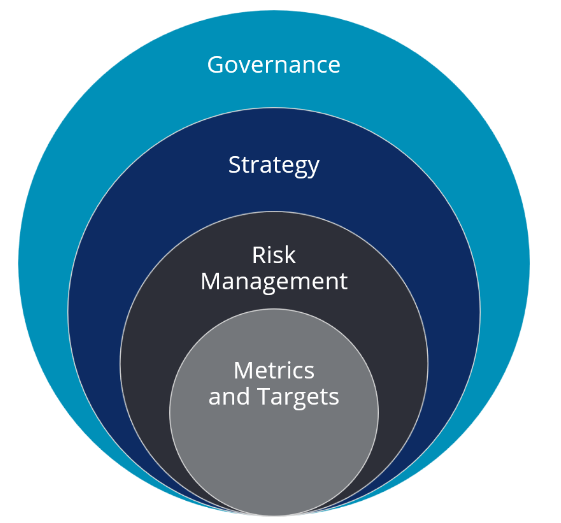 Governance
Strategy
Risk
Management
Metrics
and Targets